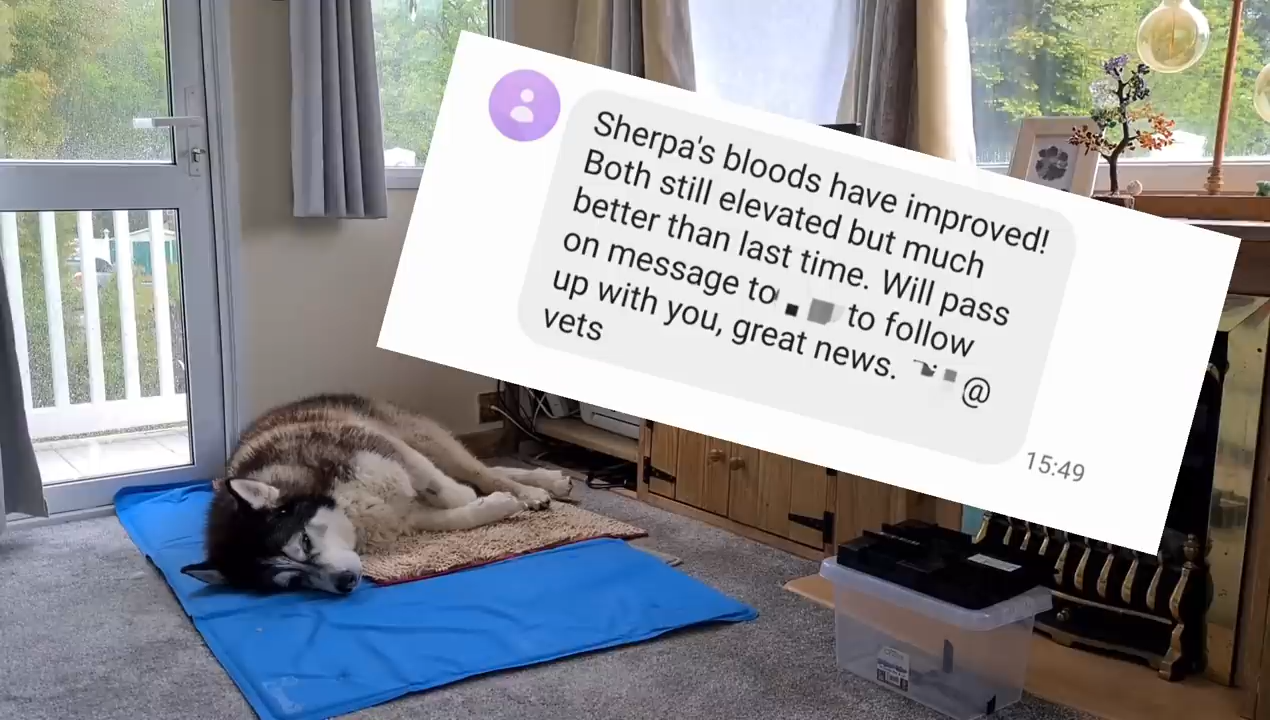 Sherpa's bloods have improved!
Both still elevated but much
better than last time. Will pass
on message to to follow
up with you, great news. @
vets
15:49